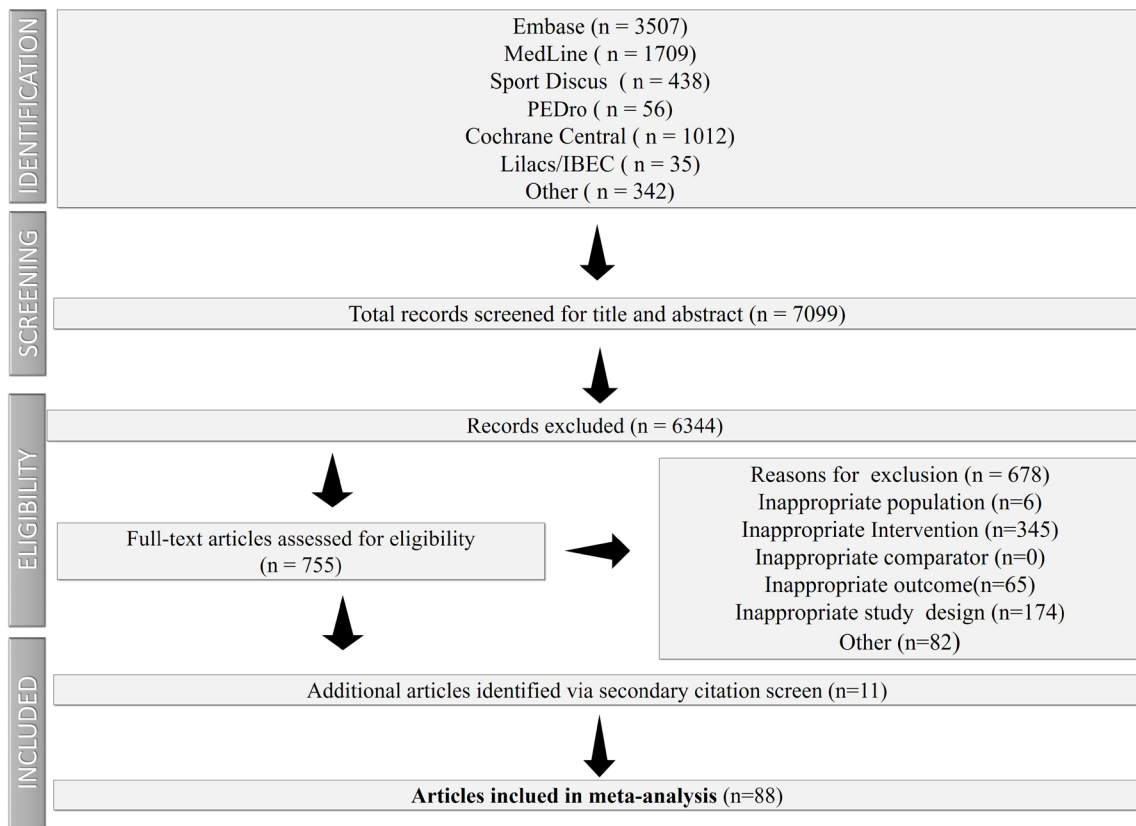 IDENTIFICATION
Embase (n = 3507)
MedLine ( n = 1709)
Sport Discus  ( n = 438)
PEDro ( n = 56)
Cochrane Central ( n = 1012)
Lilacs/IBEC ( n = 35)
Other ( n = 342)
SCREENING
Total records screened for title and abstract (n = 7099)
ELIGIBILITY
Records excluded (n = 6344)
Full-text articles assessed for eligibility
(n = 755)
Reasons for  exclusion (n = 678)
Inappropriate population (n=6)
Inappropriate Intervention (n=345)
Inappropriate comparator (n=0)
Inappropriate outcome(n=65)
Inappropriate study  design (n=174)
Other (n=82)
INCLUDED
Additional articles identified via secondary citation screen (n=11)
Articles inclued in meta-analysis (n=88)